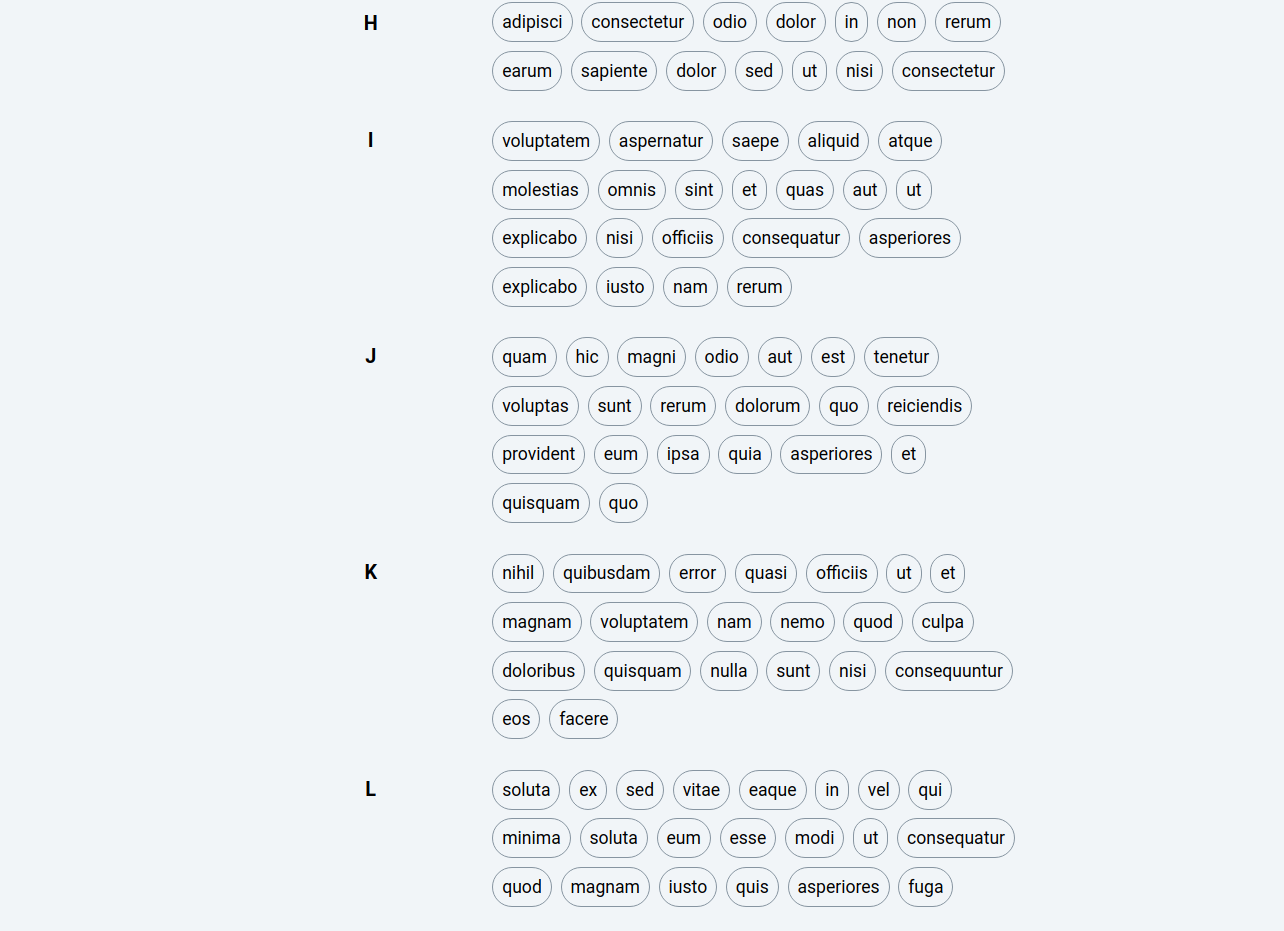 H adipisci consectetur odio dolor in non rerum
earum sapiente dolor sed ut nisi consectetur
I voluptatem aspernatur saepe aliquid atque
molestias omnis sint et quas aut ut
explicabo nisi officiis consequatur asperiores
explicabo iusto nam rerum
J quam hic magni odio aut est tenetur
voluptas sunt rerum dolorum quo reiciendis
provident eum ipsa quia asperiores et
quisquam quo
K nihil quibusdam error quasi officiis ut et
magnam voluptatem nam nemo quod culpa
doloribus quisquam nulla sunt nisi consequuntur
eos facere
L soluta ex sed vitae eaque in vel qui
minima soluta eum esse modi ut consequatur
quod magnam iusto quis asperiores fuga